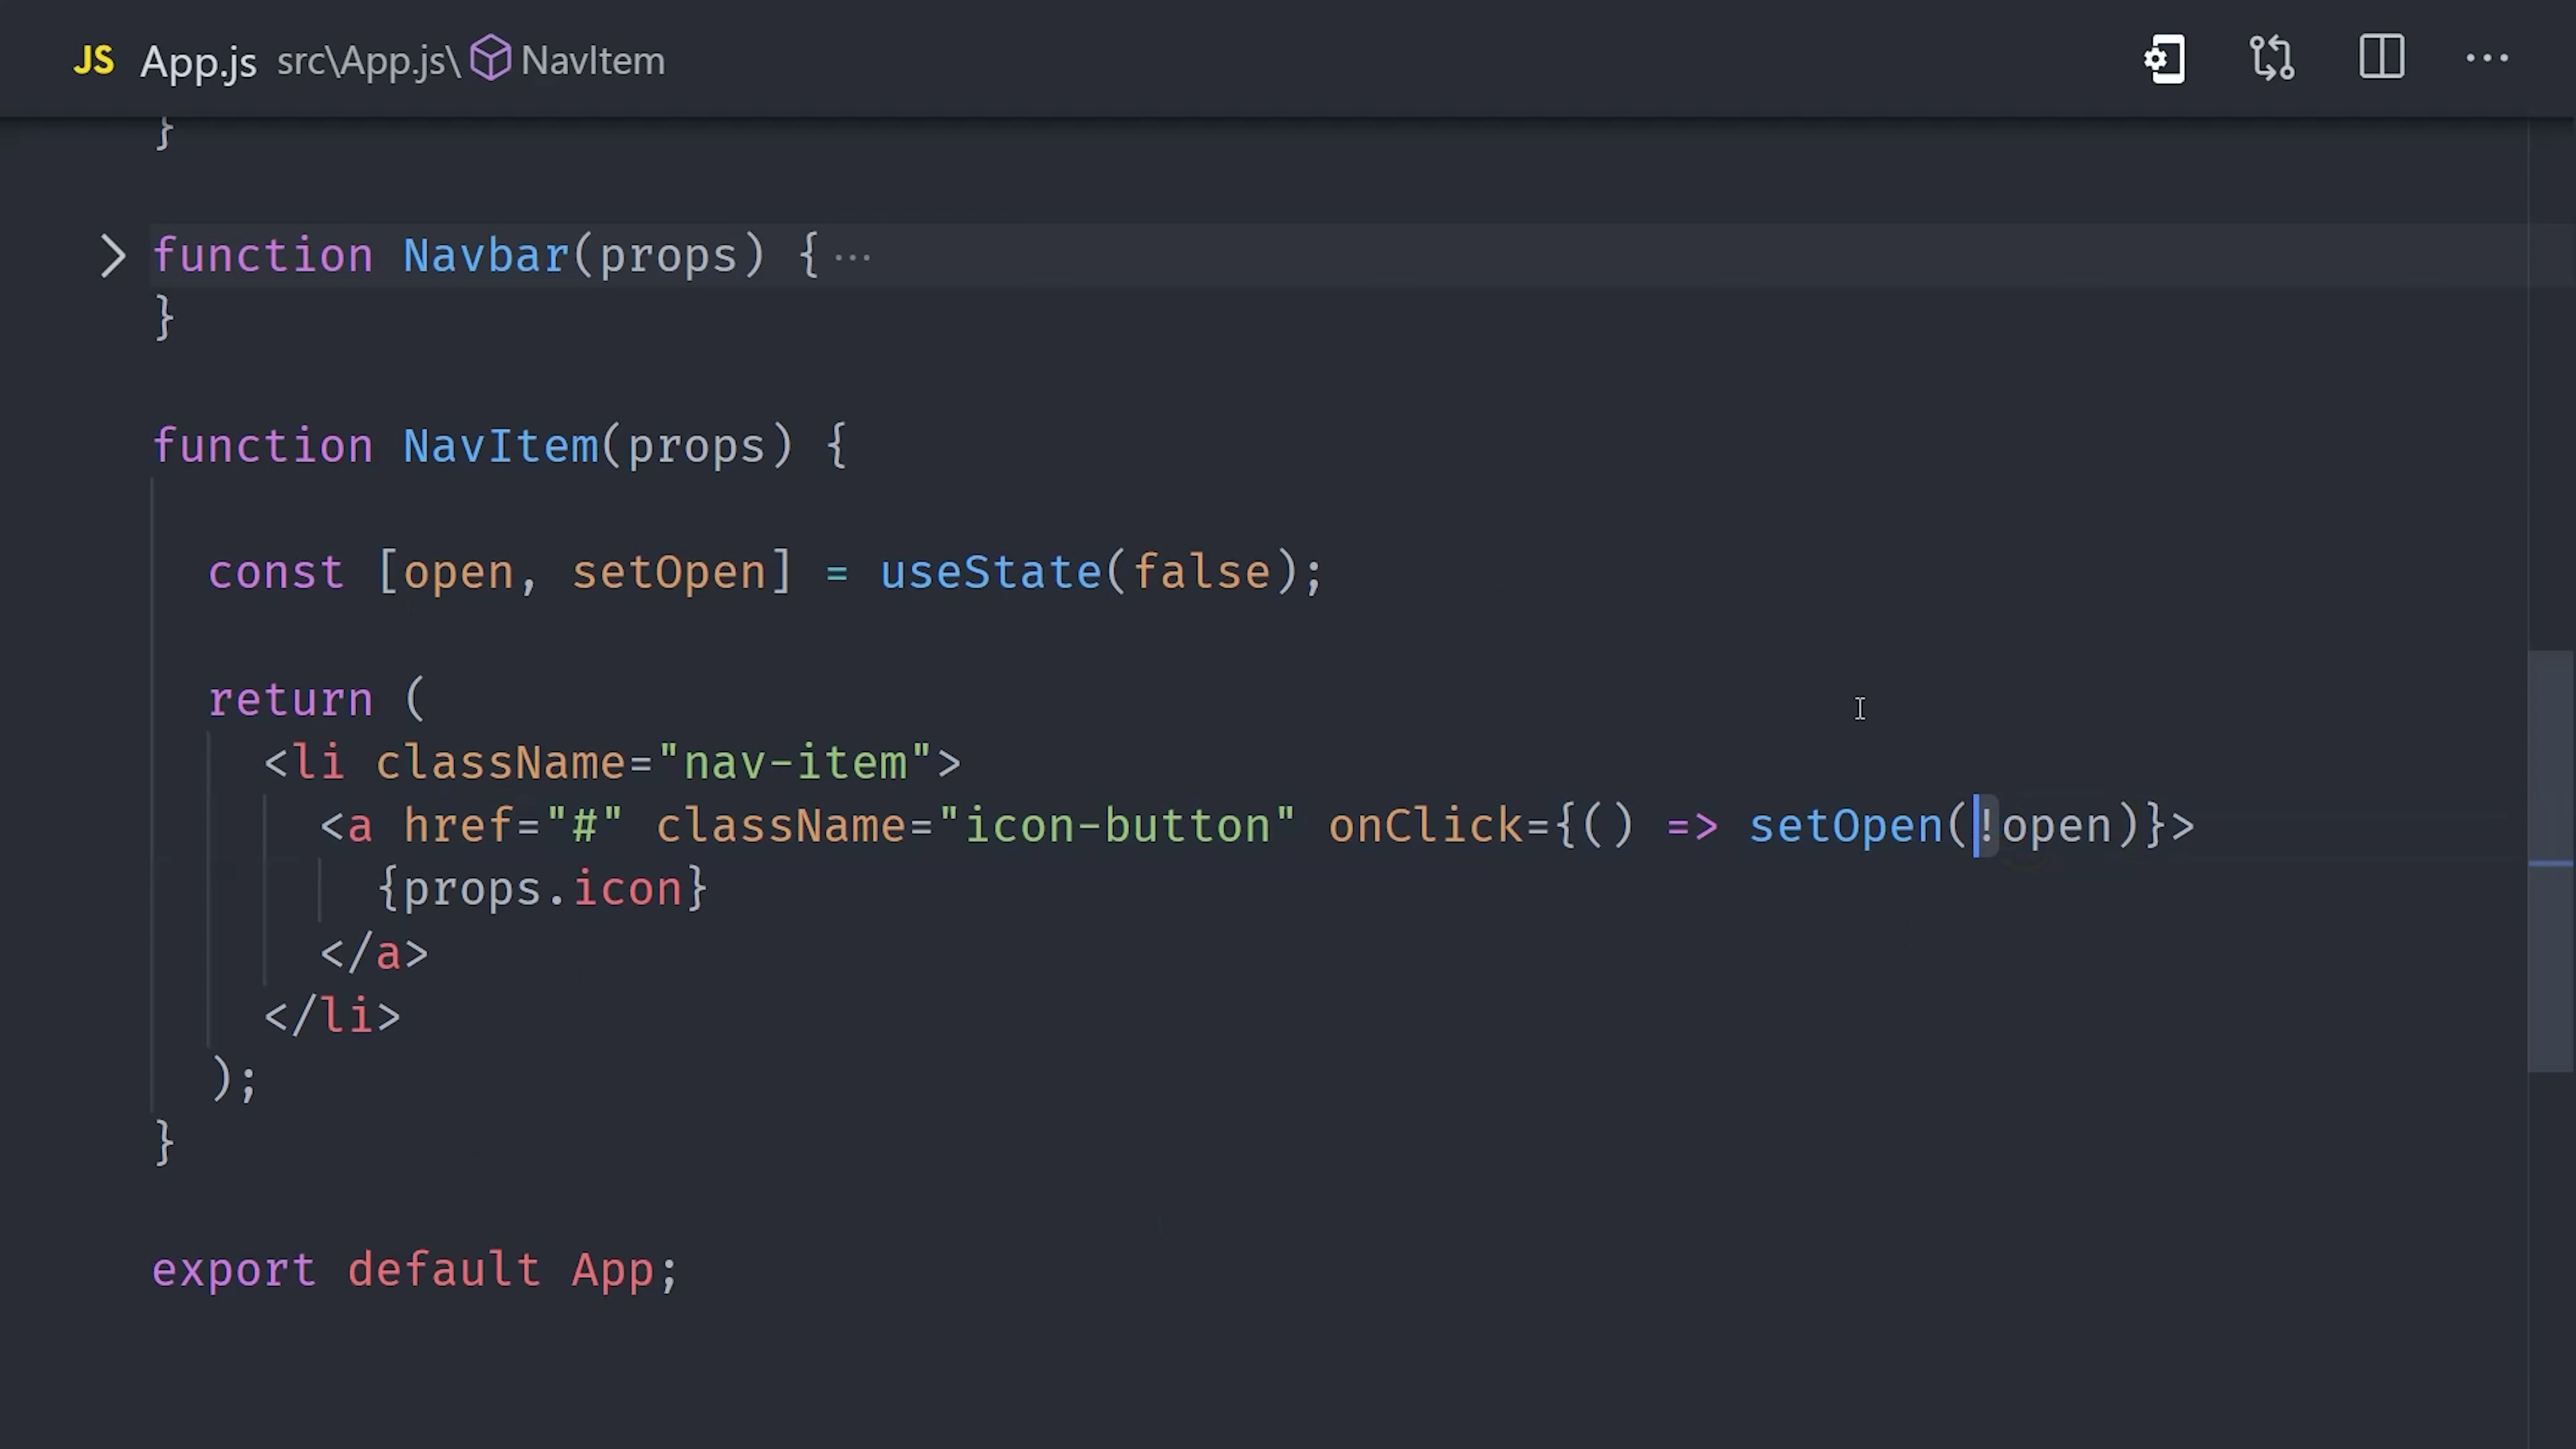 JS App.js src\App.js\ NavItem
}
function Navbar(props) { ···
}
function NavItem(props) {
const [open, setOpen] = useState(false);
return (
<li className="nav-item">
<a href="#" className="icon-button" onClick={() => setOpen(!open)}>
{props.icon}
</a>
</li>
);
}
export default App;